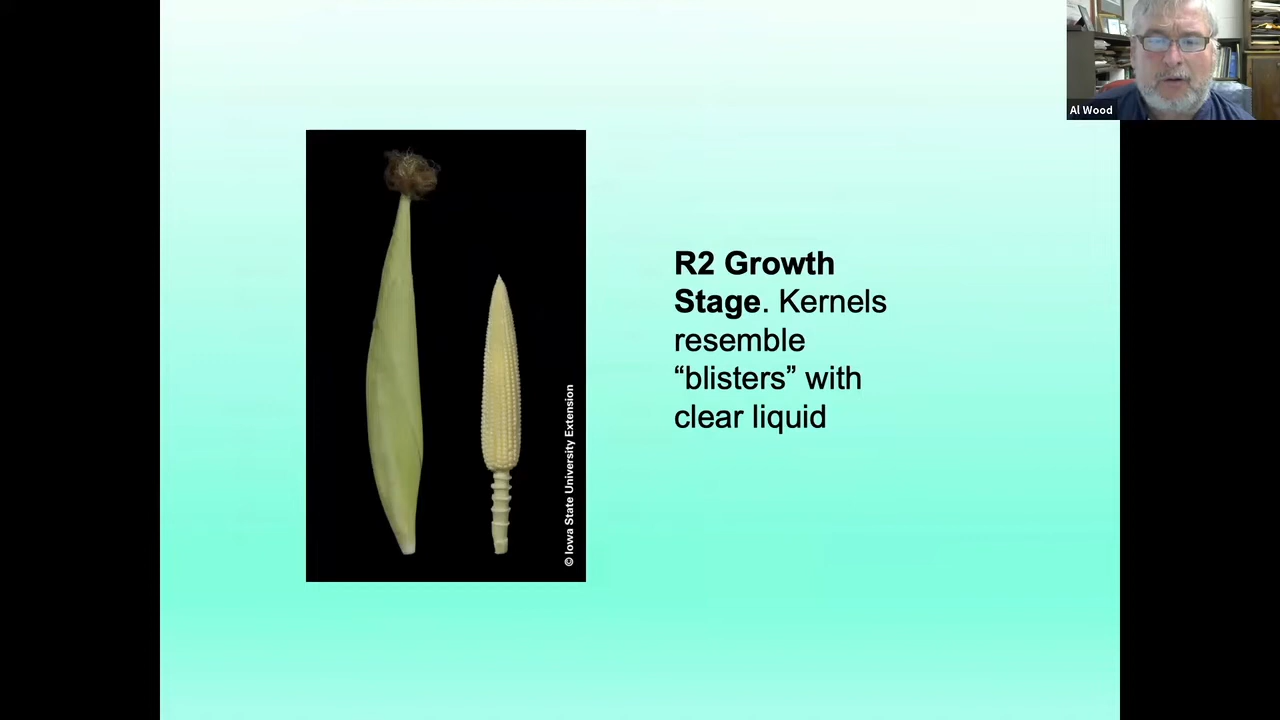 Al Wood
R2 Growth
Stage. Kernels
resemble
“blisters” with
clear liquid
© Iowa State University Extension